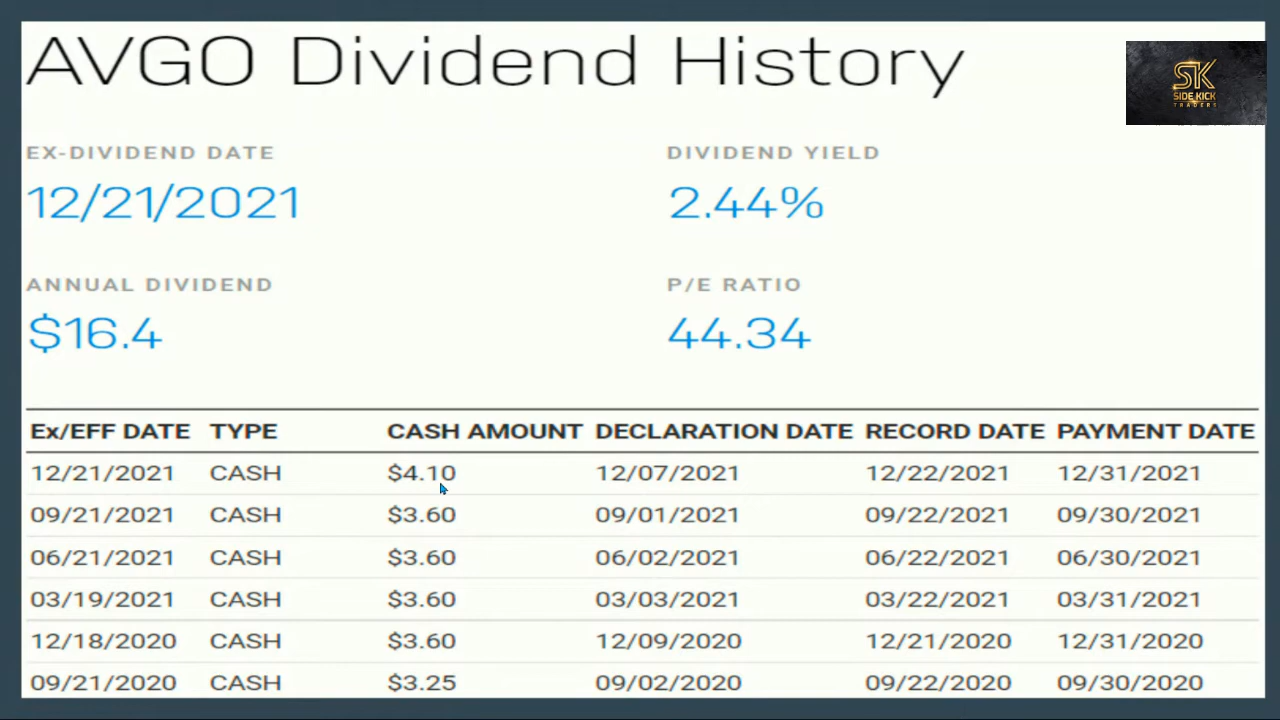 AVGO Dividend History
SK
SIDE KICK
TRADERS
EX-DIVIDEND DATE DIVIDEND YIELD
12/21/2021 2.44%
ANNUAL DIVIDEND P/E RATIO
$16.4 44.34
Ex/EFF DATE TYPE CASH AMOUNT DECLARATION DATE RECORD DATE PAYMENT DATE
12/21/2021 CASH $4.10 12/07/2021 12/22/2021 12/31/2021
09/21/2021 CASH $3.60 09/01/2021 09/22/2021 09/30/2021
06/21/2021 CASH $3.60 06/02/2021 06/22/2021 06/30/2021
03/19/2021 CASH $3.60 03/03/2021 03/22/2021 03/31/2021
12/18/2020 CASH $3.60 12/09/2020 12/21/2020 12/31/2020
09/21/2020 CASH $3.25 09/02/2020 09/22/2020 09/30/2020